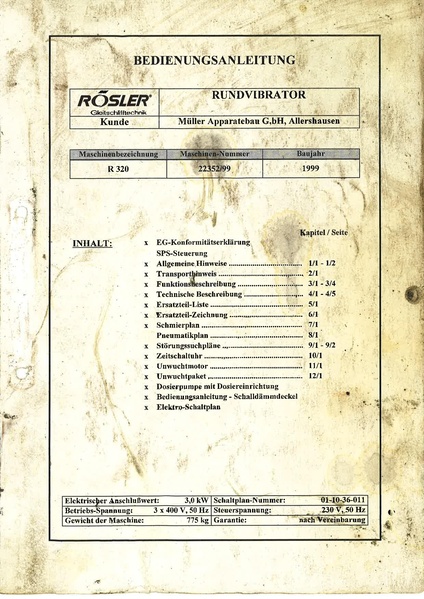 BEDIENUNGSANLEITUNG
RÖSLER
Gleitschlifftechnik
RUNDVIBRATOR
Kunde Müller Apparatebau G,bH, Allershausen
Maschinenbezeichnung Maschinen-Nummer Baujahr
R 320 22352/99 1999
Kapitel / Seite
INHALT: x EG-Konformitätserklärung
SPS-Steuerung
x Allgemeine Hinweise 1/1 - 1/2
x Transporthinweis 2/1
x Funktionsbeschreibung 3/1 - 3/4
x Technische Beschreibung 4/1 - 4/5
x Ersatzteil-Liste 5/1
x Ersatzteil-Zeichnung 6/1
x Schmierplan 7/1
Pneumatikplan 8/1
x Störungssuchpläne 9/1 - 9/2
x Zeitschaltuhr 10/1
x Unwuchtmotor 11/1
x Unwuchtpaket 12/1
x Dosierpumpe mit Dosiereinrichtung
x Bedienungsanleitung - Schalldämmdeckel
x Elektro-Schaltplan
Elektrischer Anschlußwert: 3,0 kW Schaltplan-Nummer: 01-10-36-011
Betriebs-Spannung: 3 x 400 V, 50 Hz Steuerspannung: 230 V, 50 Hz
Gewicht der Maschine: 775 kg Garantie: nach Vereinbarung